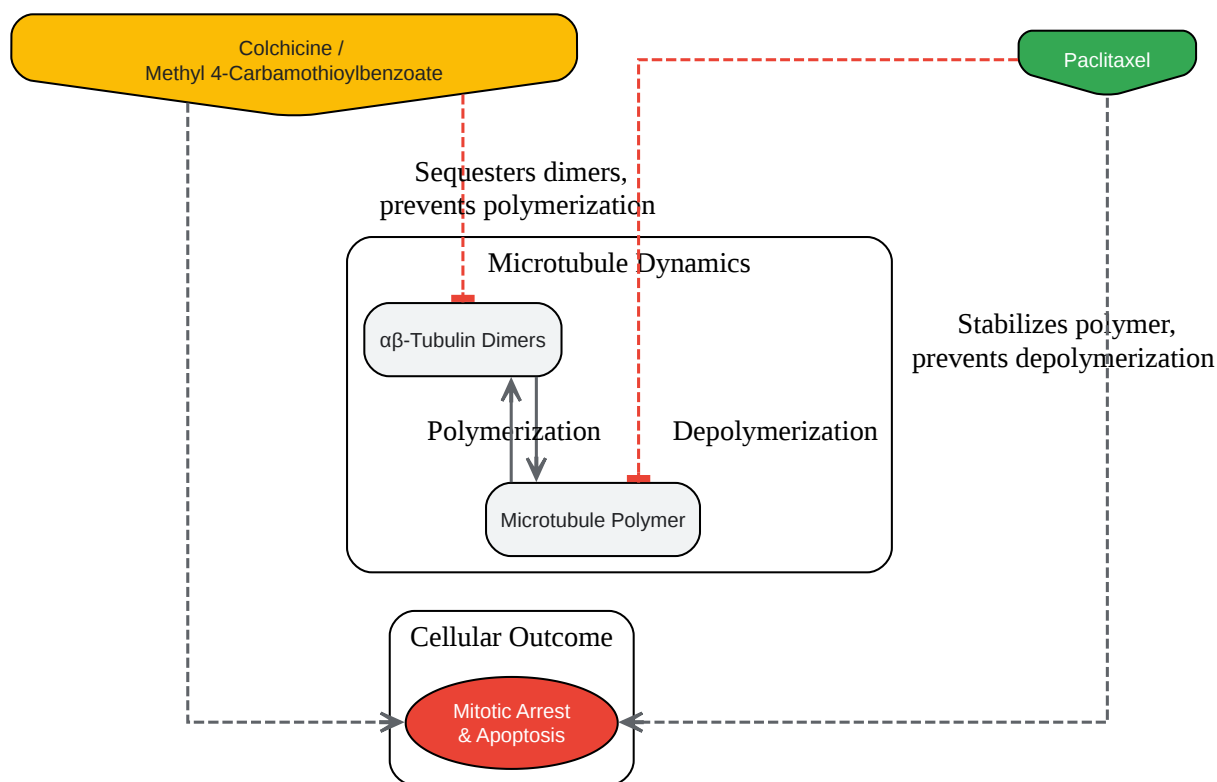 Colchicine /
Methyl 4-Carbamothioylbenzoate
Paclitaxel
Sequesters dimers,
prevents polymerization
Microtubule Dynamics
αβ-Tubulin Dimers
Stabilizes polymer,
prevents depolymerization
Polymerization
Depolymerization
Microtubule Polymer
Cellular Outcome
Mitotic Arrest
& Apoptosis